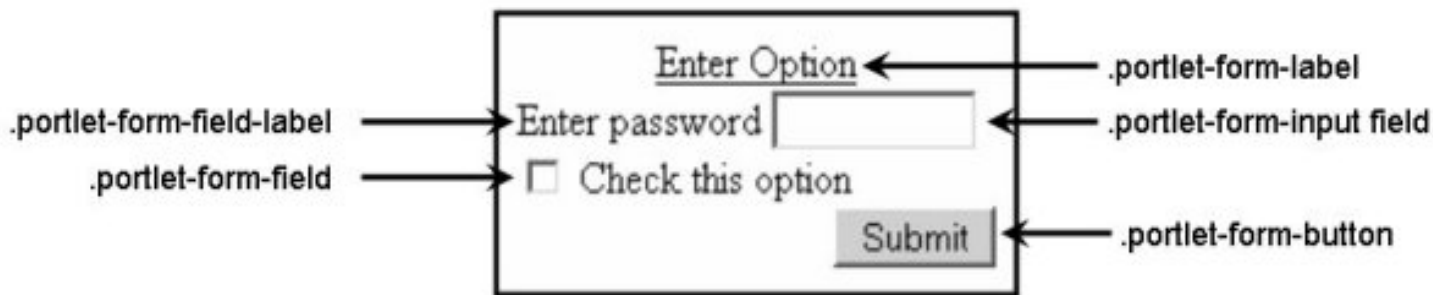 Enter Option
.portlet-form-label
.portlet-form-field-label
Enter password
.portlet-form-input field
.portlet-form-field
Check this option
Submit
.portlet-form-button